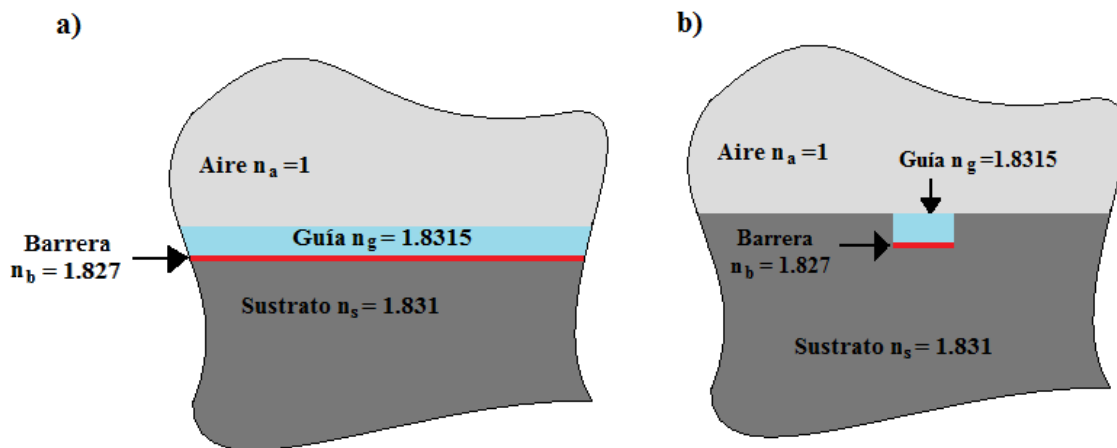 a)
Aire n a =1
Barrera
n b = 1.827
Guía n g = 1.8315
Sustrato n s = 1.831
b)
Aire n a =1
Guía n g =1.8315
Barrera
n b = 1.827
Sustrato n s = 1.831